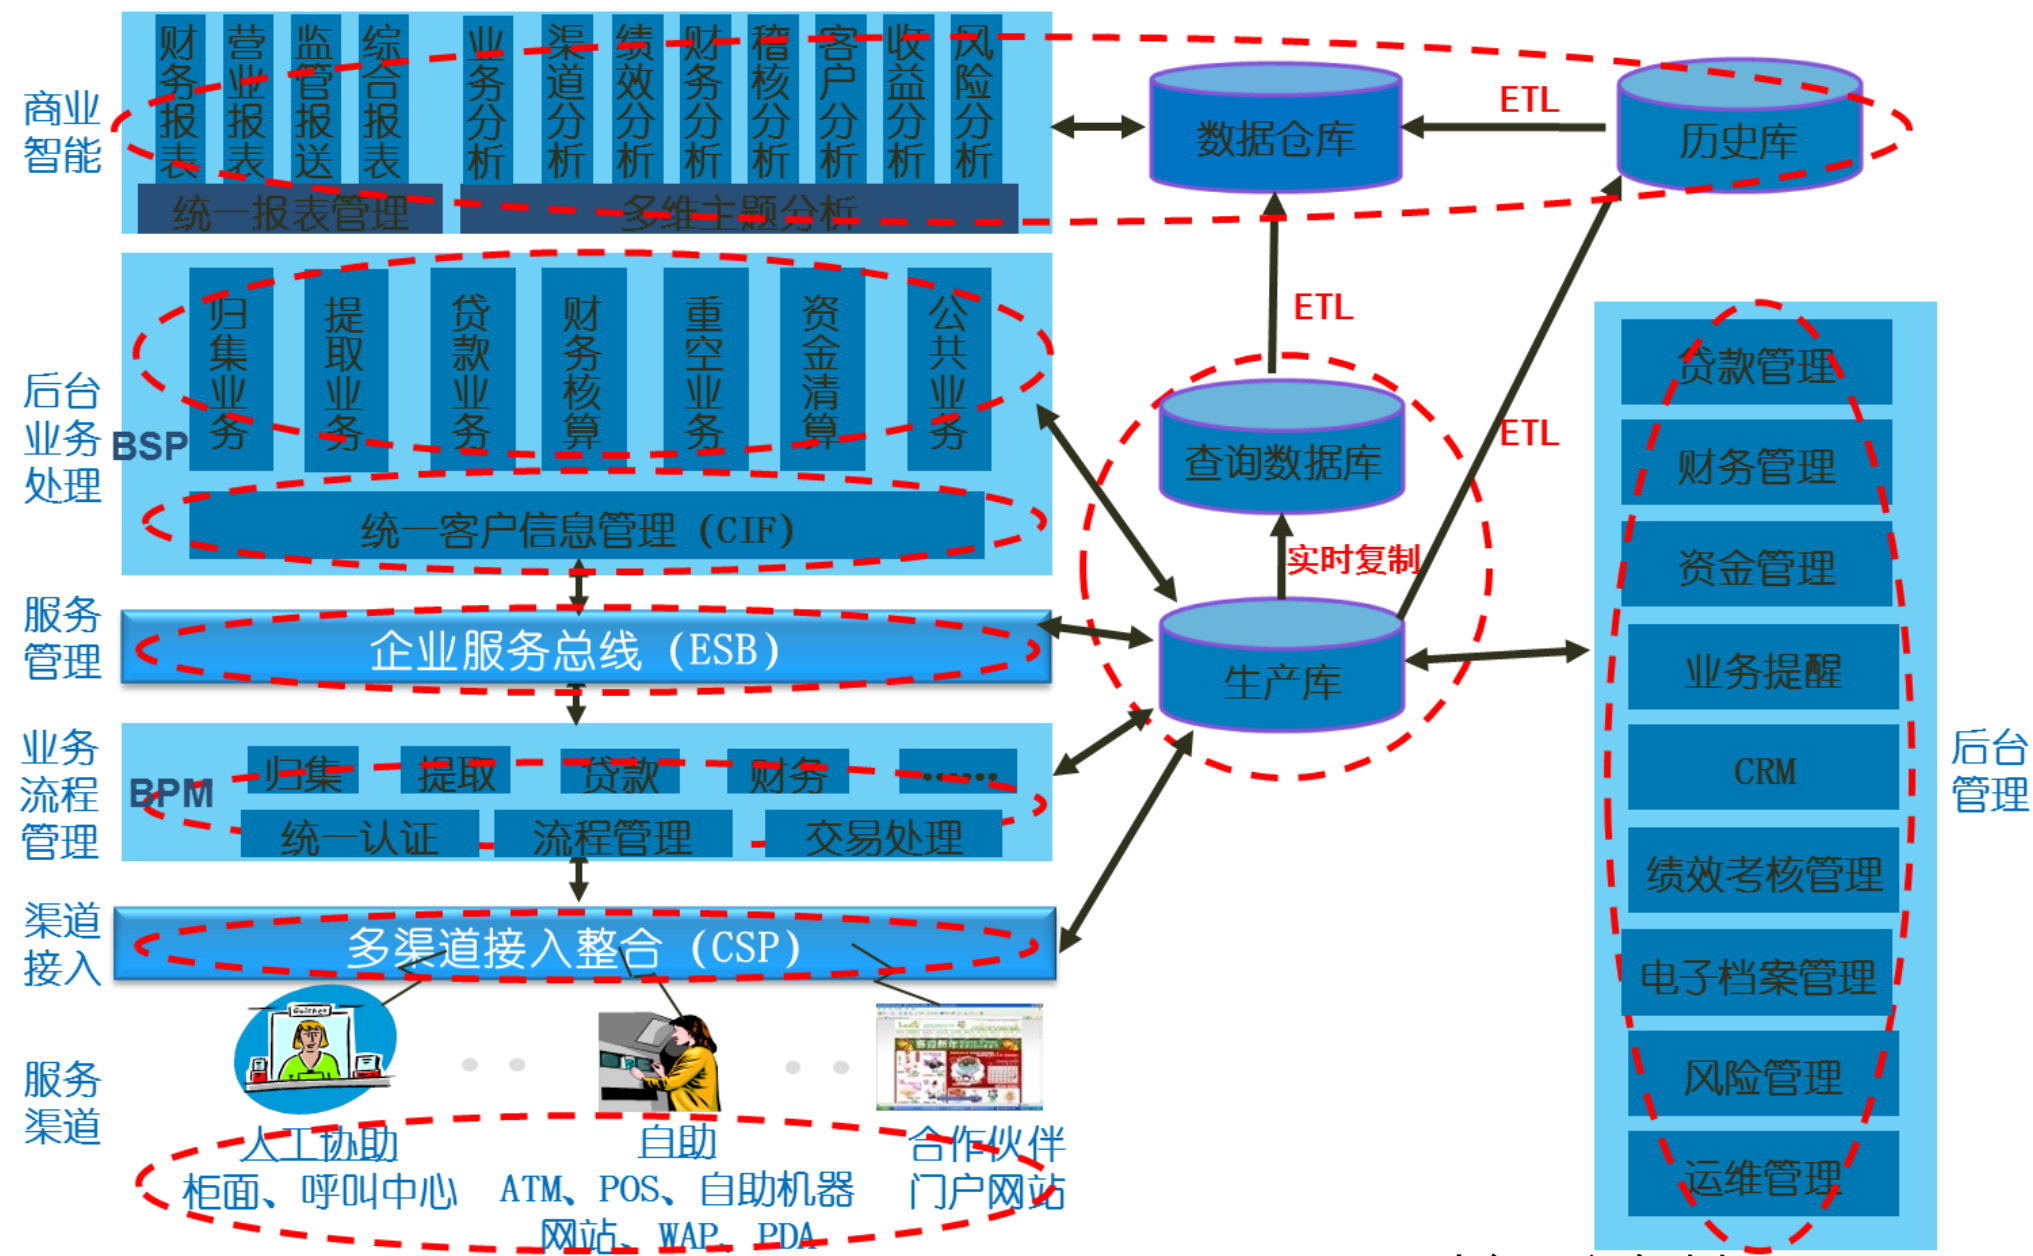 商业
智能
财务报表
营业报表
监管报送
综合报表
业务分析
渠道分析
绩效分析
财务分析
稽核分析
客户分析
收益分析
风险分析
统一报表管理
多维主题分析
数据仓库
ETL
历史库
后台
业务
处理
BSP
归集业务
提取业务
贷款业务
财务核算
重空业务
资金清算
公共业务
统一客户信息管理（CIF）
ETL
ETL
查询数据库
实时复制
生产库
服务
管理
企业服务总线（ESB）
业务
流程
管理
BPM
归集
提取
贷款
财务
……
统一认证
流程管理
交易处理
渠道
接入
多渠道接入整合（CSP）
服务
渠道
Guichet
人工协助
柜面、呼叫中心
自助
ATM、POS、自助机器
网站、WAP、PDA
合作伙伴
门户网站
贷款管理
财务管理
资金管理
业务提醒
CRM
绩效考核管理
电子档案管理
风险管理
运维管理
后台
管理